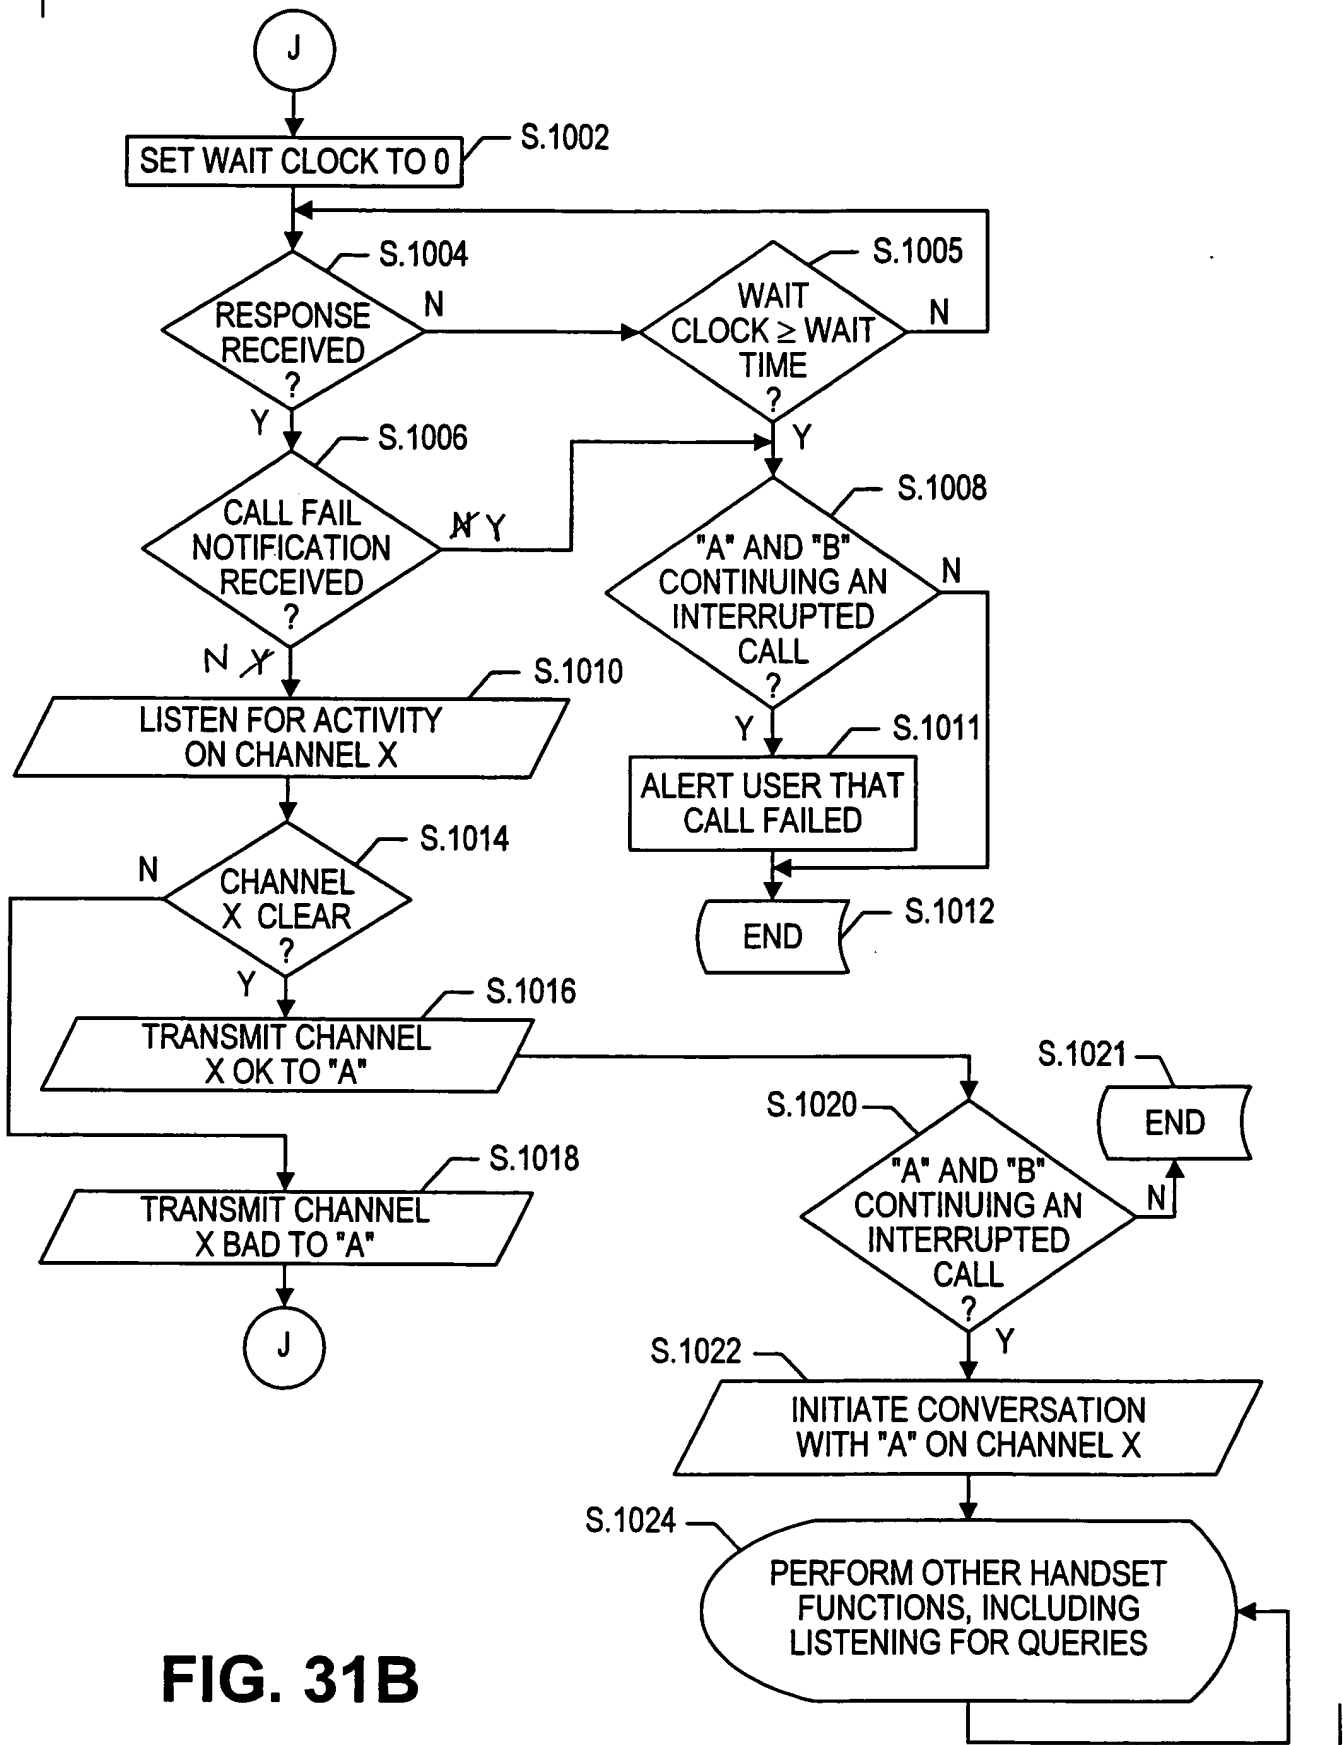 J
S.1002
SET WAIT CLOCK TO 0
S.1004
RESPONSE
RECEIVED
?
N
Y
S.1005
WAIT
CLOCK ≥ WAIT
TIME
?
N
Y
S.1006
CALL FAIL
NOTIFICATION
RECEIVED
?
N Y
N Y
S.1008
"A" AND "B"
CONTINUING AN
INTERRUPTED
CALL
?
N
Y
S.1010
LISTEN FOR ACTIVITY
ON CHANNEL X
S.1011
ALERT USER THAT
CALL FAILED
S.1012
END
S.1014
CHANNEL
X CLEAR
?
N
Y
S.1016
TRANSMIT CHANNEL
X OK TO "A"
S.1018
TRANSMIT CHANNEL
X BAD TO "A"
J
S.1020
"A" AND "B"
CONTINUING AN
INTERRUPTED
CALL
?
N
Y
S.1021
END
S.1022
INITIATE CONVERSATION
WITH "A" ON CHANNEL X
S.1024
PERFORM OTHER HANDSET
FUNCTIONS, INCLUDING
LISTENING FOR QUERIES
FIG. 31B